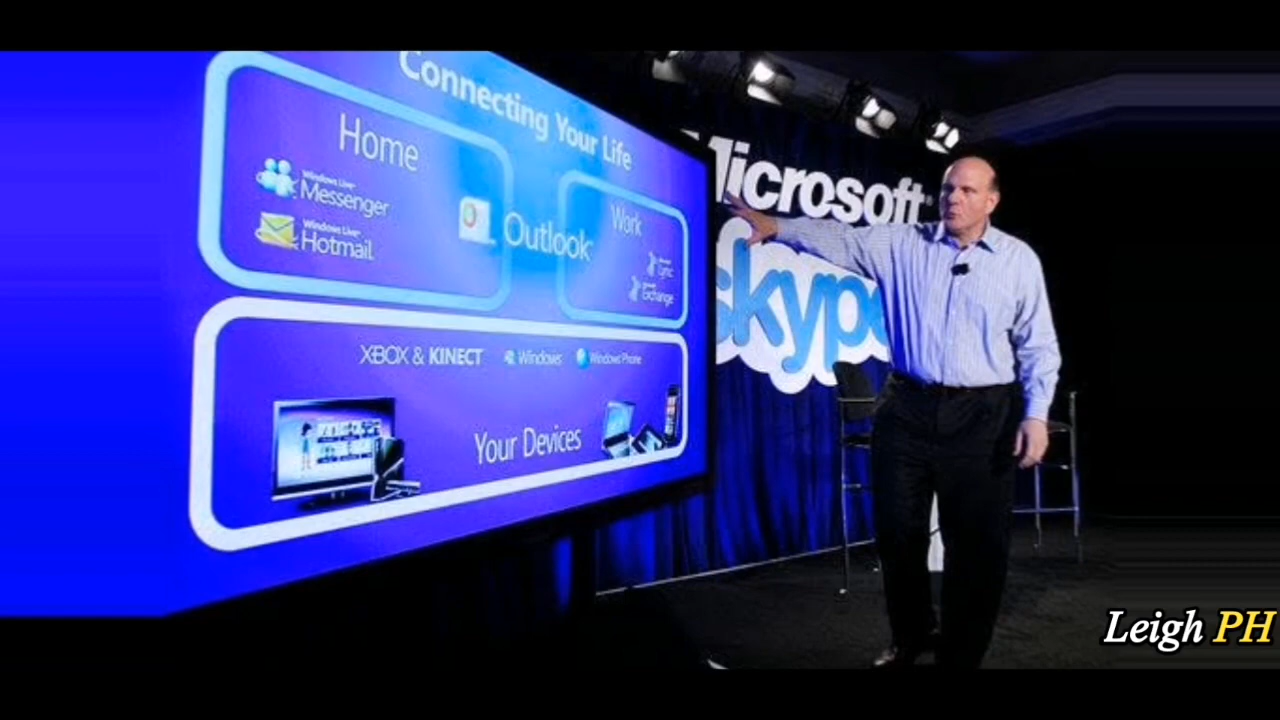 Connecting Your Life
Home
Windows Live
Messenger
Windows Live
Hotmail
Outlook
Work
Lync
Exchange
XBOX & KINECT
Windows
Windows Phone
Your Devices
Microsoft
skype
Leigh PH